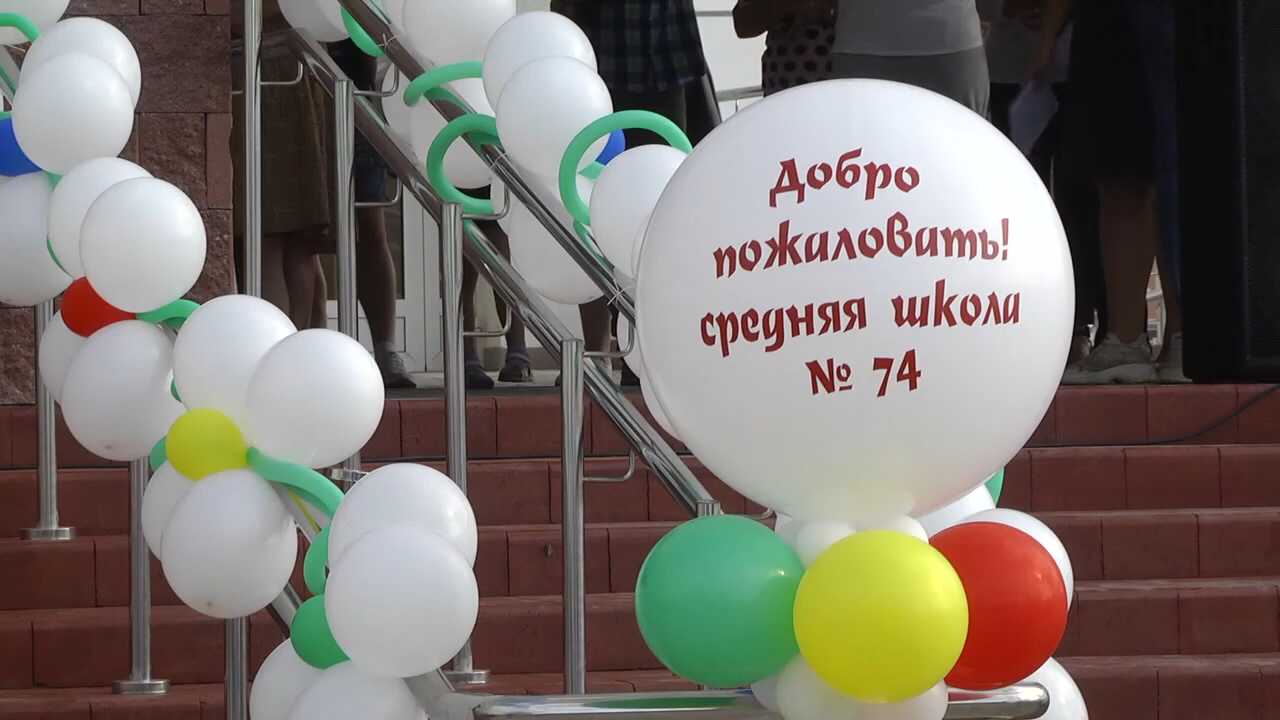 Добро
пожаловать!
средняя школа
№ 74